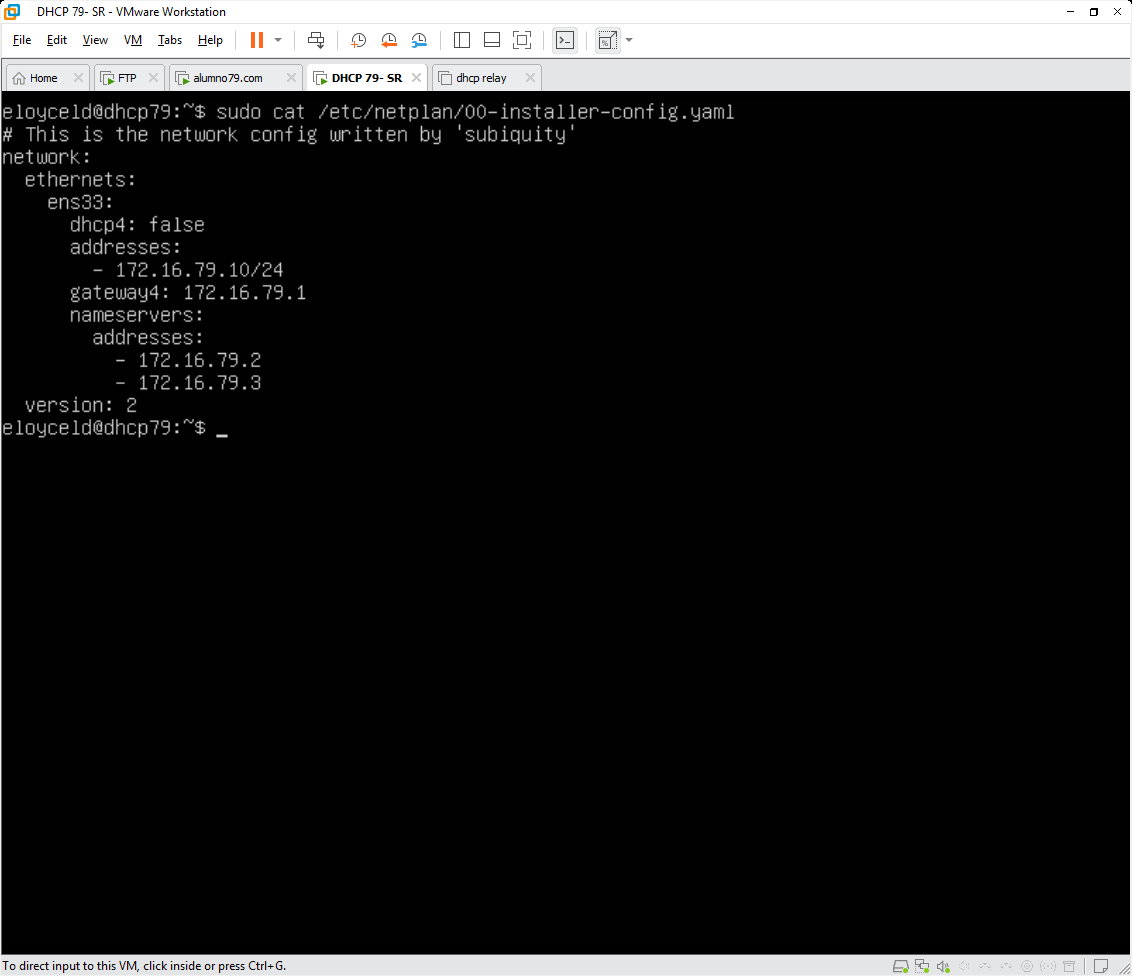 DHCP 79- SR - VMware Workstation
File Edit View VM Tabs Help
Home FTP alumno79.com DHCP 79- SR dhcp relay
eloyceld@dhcp79:~$ sudo cat /etc/netplan/00-installer-config.yaml
# This is the network config written by 'subiquity'
network:
  ethernets:
    ens33:
      dhcp4: false
      addresses:
        - 172.16.79.10/24
      gateway4: 172.16.79.1
      nameservers:
        addresses:
          - 172.16.79.2
          - 172.16.79.3
  version: 2
eloyceld@dhcp79:~$ _
To direct input to this VM, click inside or press Ctrl+G.